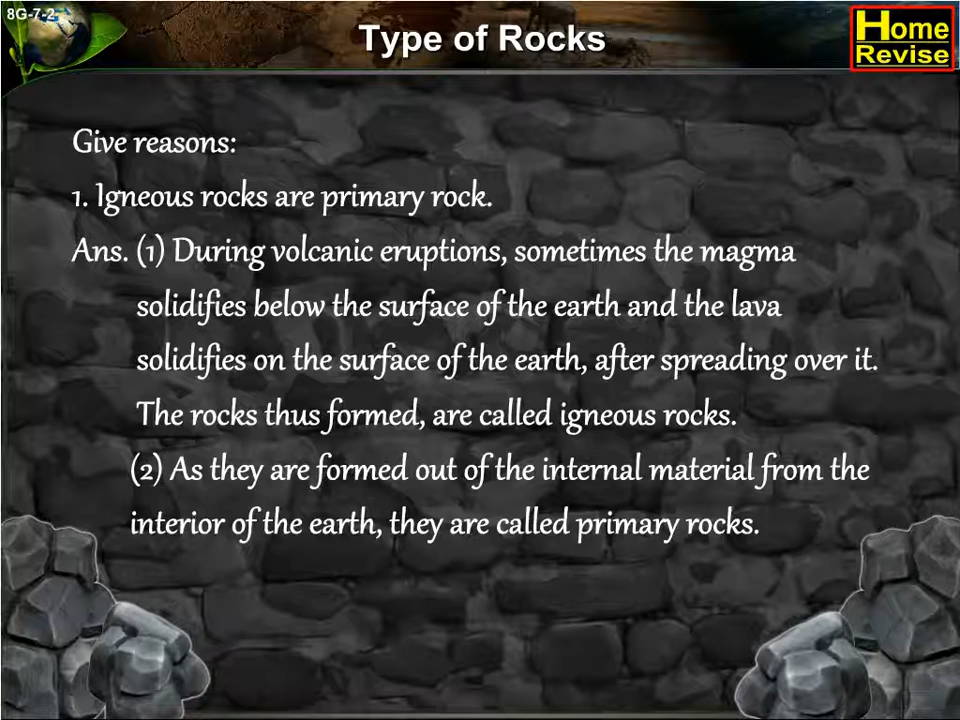 8G-7-2
Type of Rocks
Home
Revise
Give reasons:
1. Igneous rocks are primary rock.
Ans. (1) During volcanic eruptions, sometimes the magma
solidifies below the surface of the earth and the lava
solidifies on the surface of the earth, after spreading over it.
The rocks thus formed, are called igneous rocks.
(2) As they are formed out of the internal material from the
interior of the earth, they are called primary rocks.